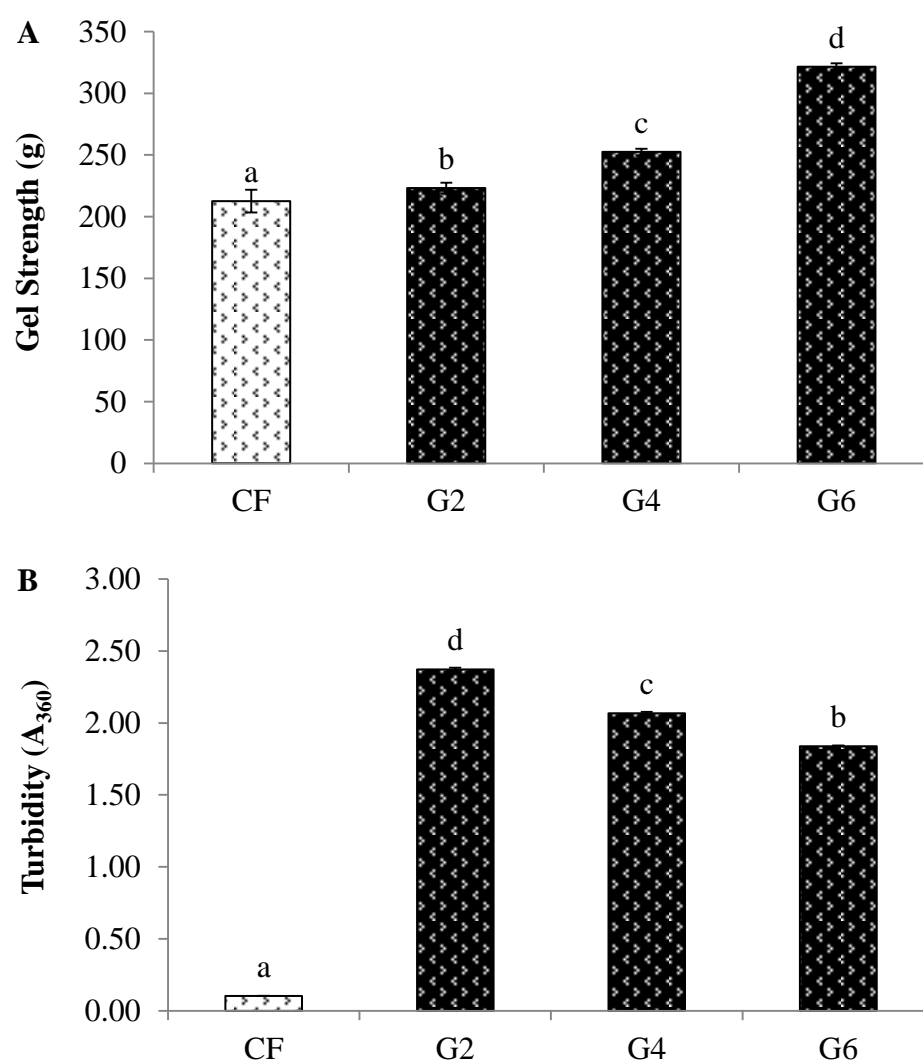 A
350
300
250
200
150
100
50
0
Gel Strength (g)
a
b
c
d
CF G2 G4 G6
B
3.00
2.50
2.00
1.50
1.00
0.50
0.00
Turbidity (A₃₆₀)
a
d
c
b
CF G2 G4 G6